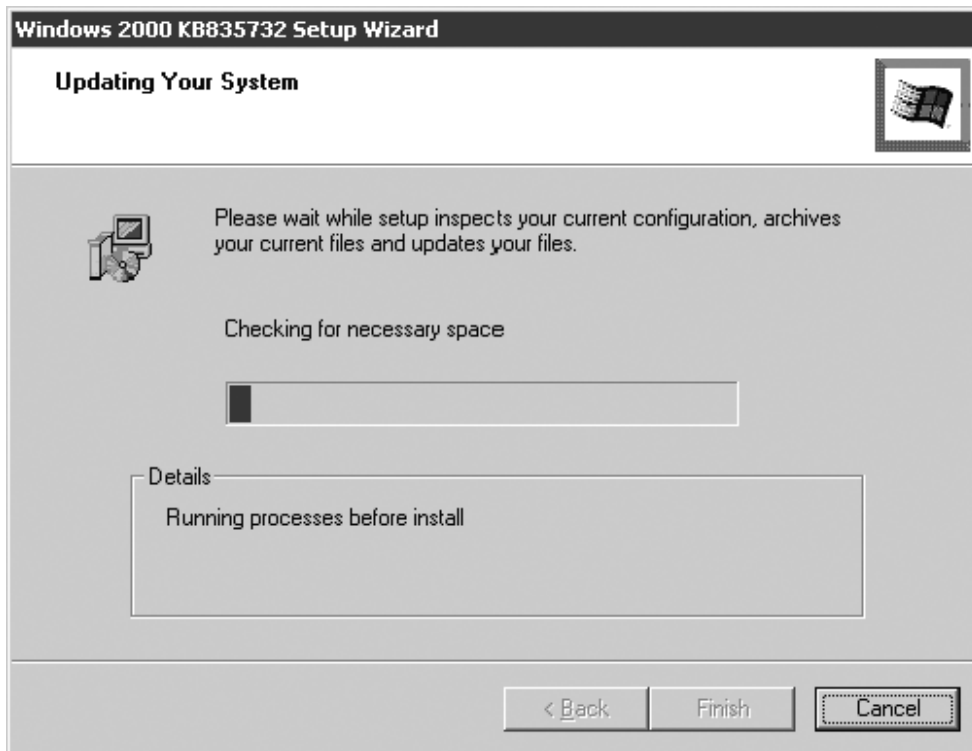 Windows 2000 KB835732 Setup Wizard
Updating Your System
Please wait while setup inspects your current configuration, archives
your current files and updates your files.
Checking for necessary space
Details
Running processes before install
< Back
Finish
Cancel